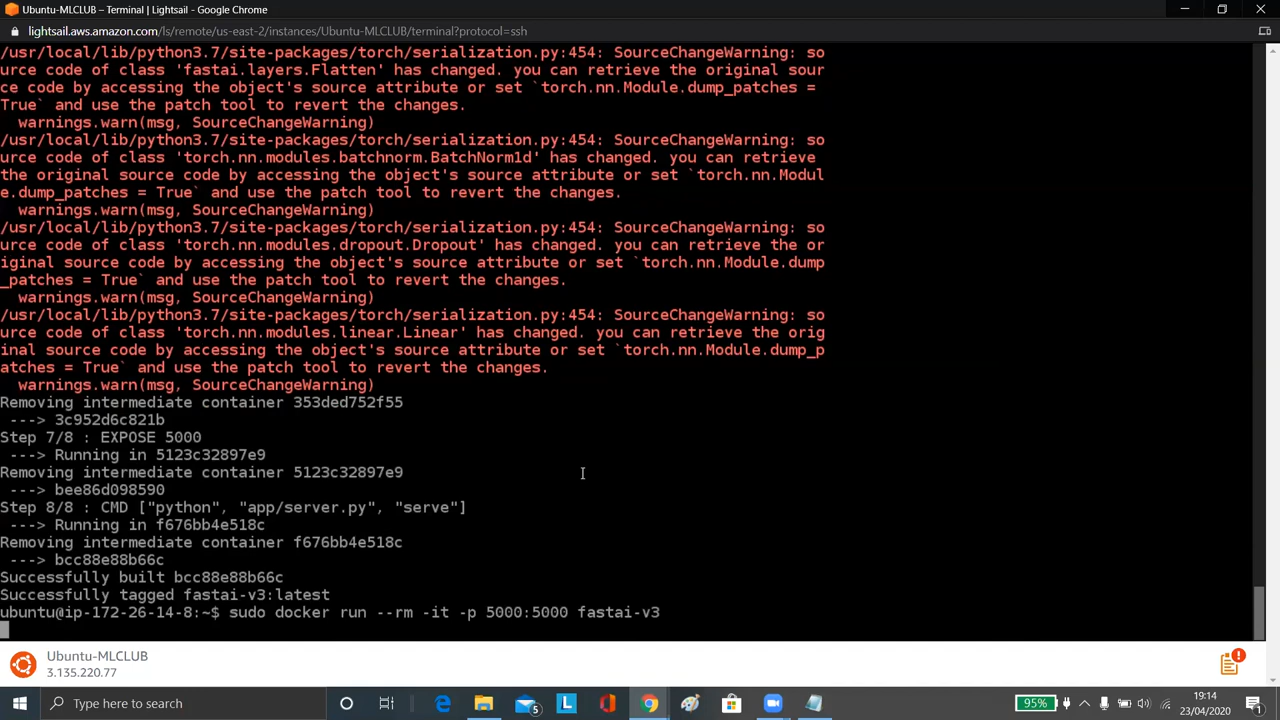 Ubuntu-MLCLUB – Terminal | Lightsail - Google Chrome
lightsail.aws.amazon.com/ls/remote/us-east-2/instances/Ubuntu-MLCLUB/terminal?protocol=ssh
/usr/local/lib/python3.7/site-packages/torch/serialization.py:454: SourceChangeWarning: so
urce code of class 'fastai.layers.Flatten' has changed. you can retrieve the original sour
ce code by accessing the object's source attribute or set `torch.nn.Module.dump_patches =
True` and use the patch tool to revert the changes.
  warnings.warn(msg, SourceChangeWarning)
/usr/local/lib/python3.7/site-packages/torch/serialization.py:454: SourceChangeWarning: so
urce code of class 'torch.nn.modules.batchnorm.BatchNorm1d' has changed. you can retrieve
the original source code by accessing the object's source attribute or set `torch.nn.Modul
e.dump_patches = True` and use the patch tool to revert the changes.
  warnings.warn(msg, SourceChangeWarning)
/usr/local/lib/python3.7/site-packages/torch/serialization.py:454: SourceChangeWarning: so
urce code of class 'torch.nn.modules.dropout.Dropout' has changed. you can retrieve the or
iginal source code by accessing the object's source attribute or set `torch.nn.Module.dump
_patches = True` and use the patch tool to revert the changes.
  warnings.warn(msg, SourceChangeWarning)
/usr/local/lib/python3.7/site-packages/torch/serialization.py:454: SourceChangeWarning: so
urce code of class 'torch.nn.modules.linear.Linear' has changed. you can retrieve the orig
inal source code by accessing the object's source attribute or set `torch.nn.Module.dump_p
atches = True` and use the patch tool to revert the changes.
  warnings.warn(msg, SourceChangeWarning)
Removing intermediate container 353ded752f55
 ---> 3c952d6c821b
Step 7/8 : EXPOSE 5000
 ---> Running in 5123c32897e9
Removing intermediate container 5123c32897e9
 ---> bee86d098590
Step 8/8 : CMD ["python", "app/server.py", "serve"]
 ---> Running in f676bb4e518c
Removing intermediate container f676bb4e518c
 ---> bcc88e88b66c
Successfully built bcc88e88b66c
Successfully tagged fastai-v3:latest
ubuntu@ip-172-26-14-8:~$ sudo docker run --rm -it -p 5000:5000 fastai-v3
Ubuntu-MLCLUB
3.135.220.77
Type here to search
5
L
95%
19:14
23/04/2020
1